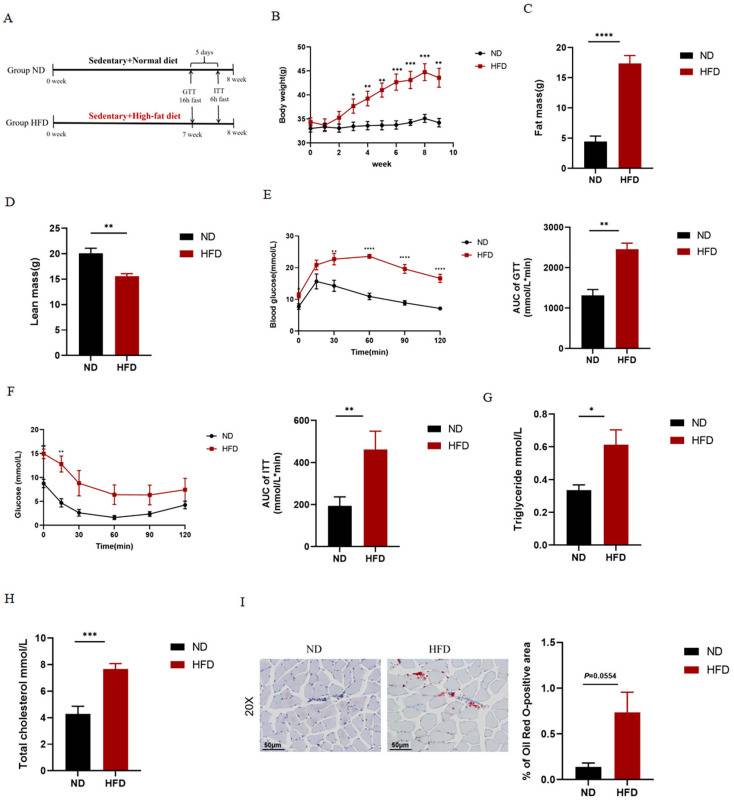 A
Sedentary+Normal diet
5 days
Group ND
0 week
8 week
GTT
16h fast
ITT
6h fast
Sedentary+High-fat diet
Group HFD
0 week
7 week
8 week
B
Body weight(g)
50
45
40
35
30
0 2 4 6 8 10
week
* ** ** *** *** *** **
ND
HFD
C
Fat mass(g)
20
15
10
5
0
****
ND HFD
ND
HFD
D
Lean mass(g)
25
20
15
10
5
0
**
ND HFD
ND
HFD
E
Blood glucose(mmol/L)
30
20
10
0
0 30 60 90 120
Time(min)
** **** **** ****
ND
HFD
AUC of GTT
(mmol/L*min)
3000
2100
1200
300
0
**
ND HFD
ND
HFD
F
Glucose (mmol/L)
20
15
10
5
0
0 30 60 90 120
Time(min)
**
ND
HFD
AUC of ITT
(mmol/L*min)
600
400
200
0
**
ND HFD
ND
HFD
G
Triglyceride mmol/L
0.8
0.6
0.4
0.2
0.0
*
ND HFD
ND
HFD
H
Total cholesterol mmol/L
10
8
6
4
2
0
***
ND HFD
ND
HFD
I
ND HFD
20X
50μm 50μm
% of Oil Red O-positive area
1.5
1.0
0.5
0.0
P=0.0554
ND HFD
ND
HFD